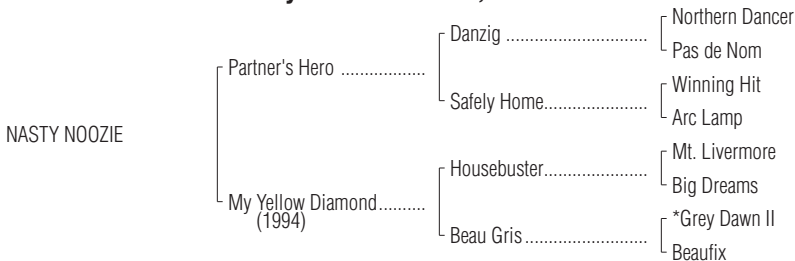 Northern Dancer
Danzig ..............................
Pas de Nom
Partner's Hero ..................
Winning Hit
Safely Home......................
Arc Lamp
NASTY NOOZIE
Mt. Livermore
Housebuster......................
Big Dreams
My Yellow Diamond..........
(1994)
*Grey Dawn II
Beau Gris ..........................
Beaufix